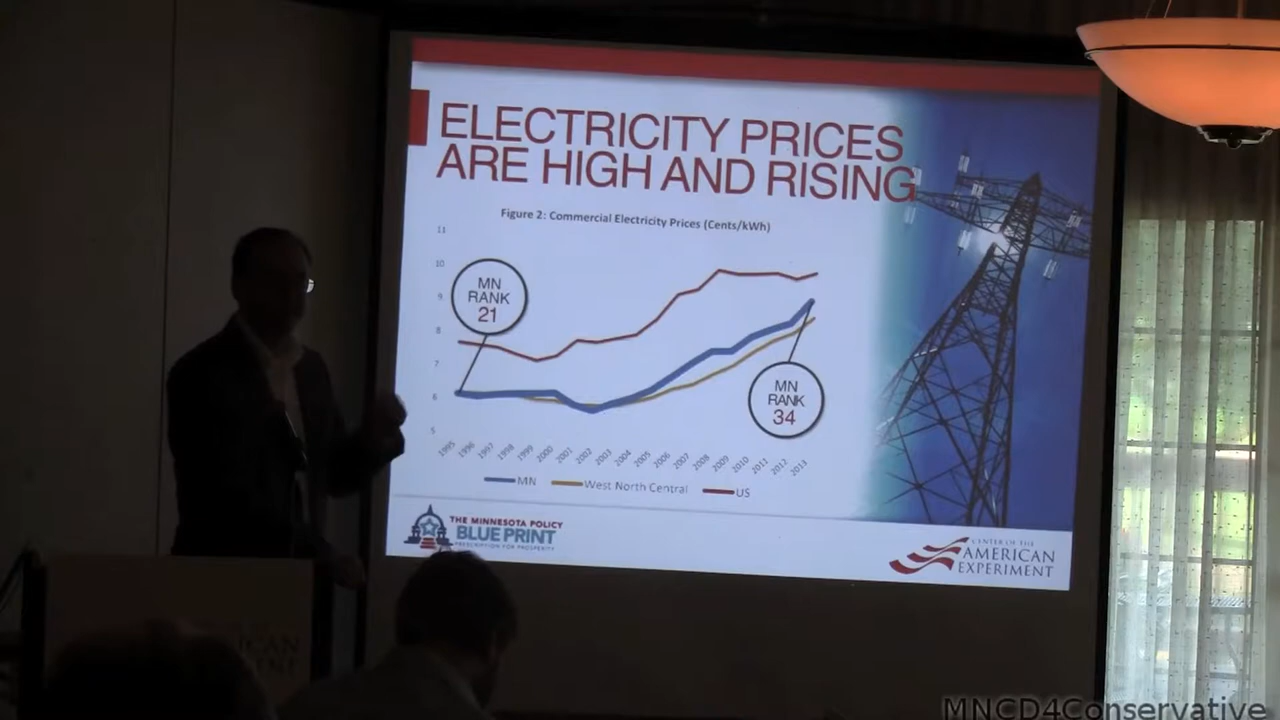 ELECTRICITY PRICES
ARE HIGH AND RISING
Figure 2: Commercial Electricity Prices (Cents/kWh)
11
10
9
8
7
6
5
MN
RANK
21
MN
RANK
34
1995 1996 1997 1998 1999 2000 2001 2002 2003 2004 2005 2006 2007 2008 2009 2010 2011 2012 2013
MN West North Central US
THE MINNESOTA POLICY
BLUE PRINT
PRESCRIPTION FOR PROSPERITY
CENTER OF THE
AMERICAN
EXPERIMENT
MNCD4Conservative